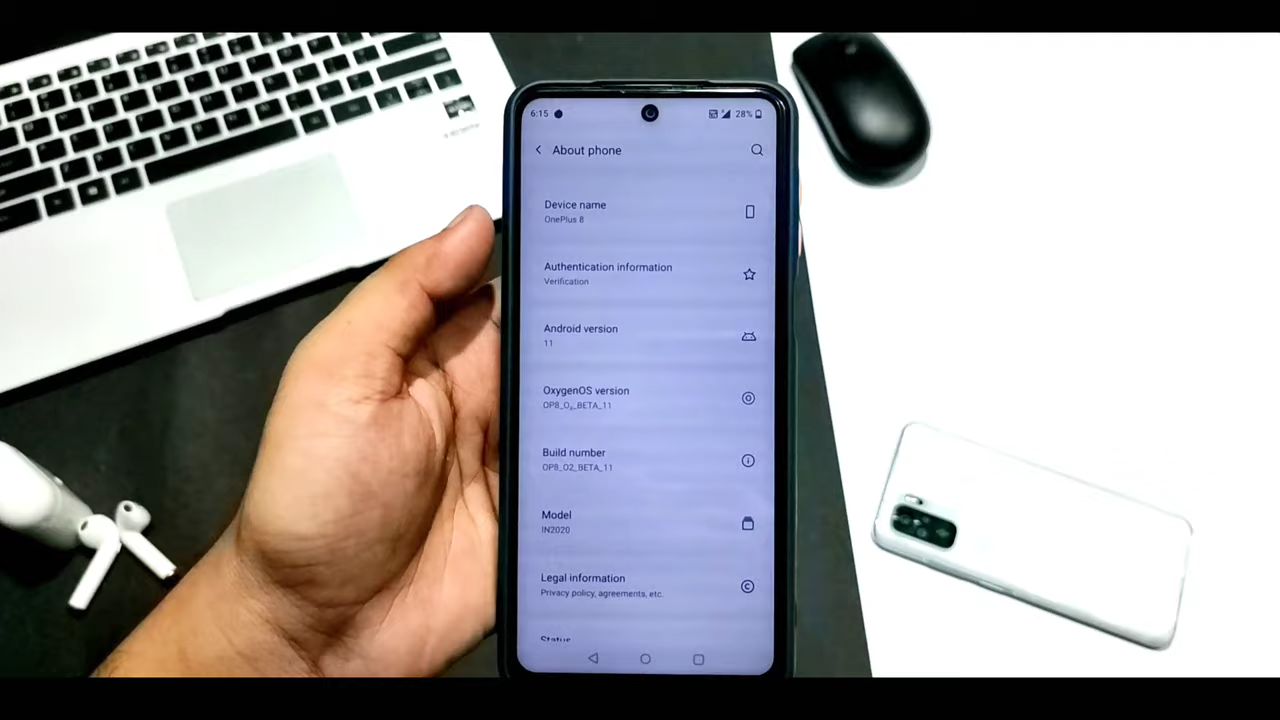 6:15
28%
About phone
Device name
OnePlus 8
Authentication information
Verification
Android version
11
OxygenOS version
OP8_O₂_BETA_11
Build number
OP8_O2_BETA_11
Model
IN2020
Legal information
Privacy policy, agreements, etc.
Status